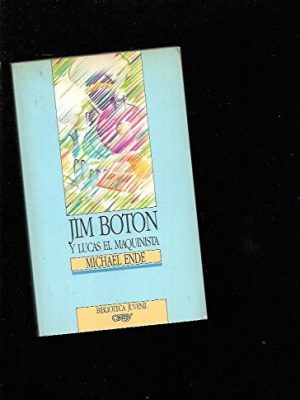 JIM BOTON
Y LUCAS EL MAQUINISTA
MICHAEL ENDE
BIBLIOTECA JUVENIL